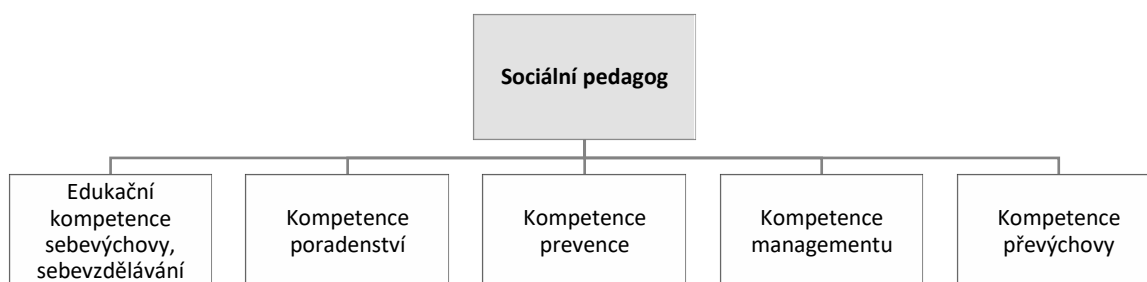 Sociální pedagog
Edukační
kompetence
sebevýchovy,
sebevzdělávání
Kompetence
poradenství
Kompetence
prevence
Kompetence
managementu
Kompetence
převýchovy